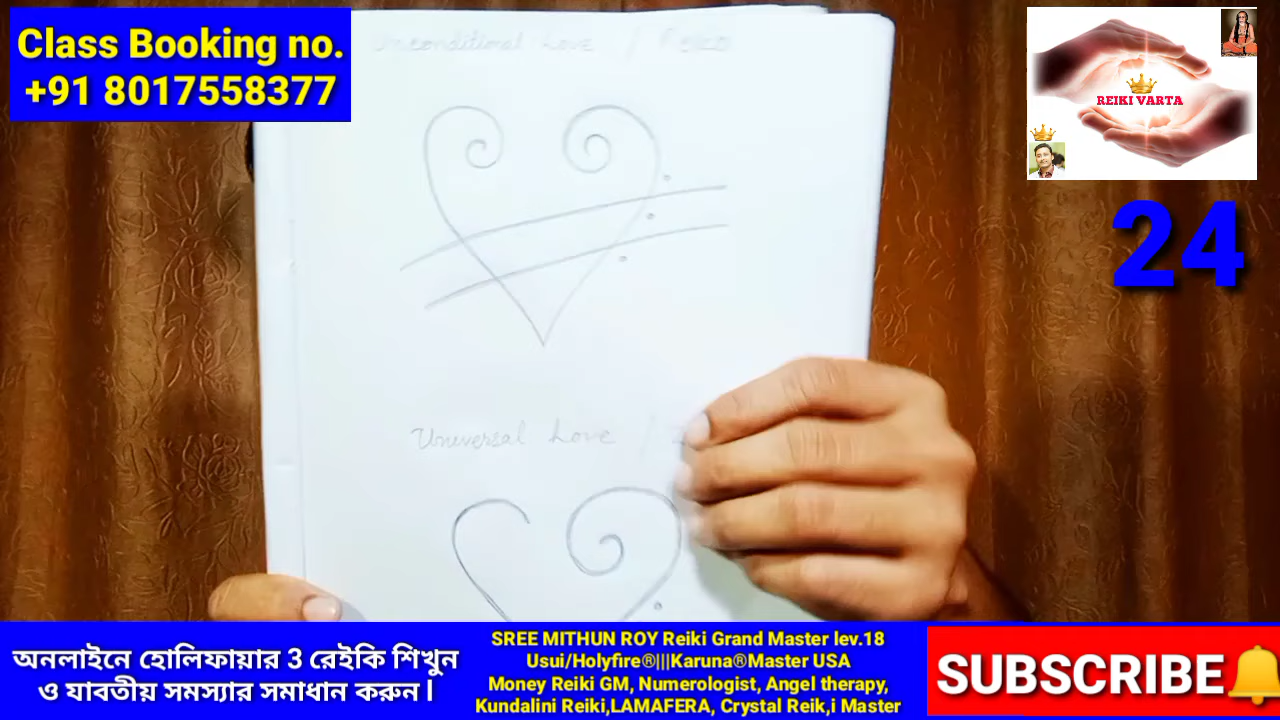 Class Booking no.
+91 8017558377
Unconditional Love /
REIKI VARTA
24
Universal Love /
অনলাইনে হোলিফায়ার 3 রেইকি শিখুন
ও যাবতীয় সমস্যার সমাধান করুন।
SREE MITHUN ROY Reiki Grand Master lev.18
Usui/Holyfire®|||Karuna®Master USA
Money Reiki GM, Numerologist, Angel therapy,
Kundalini Reiki,LAMAFERA, Crystal Reik,i Master
SUBSCRIBE